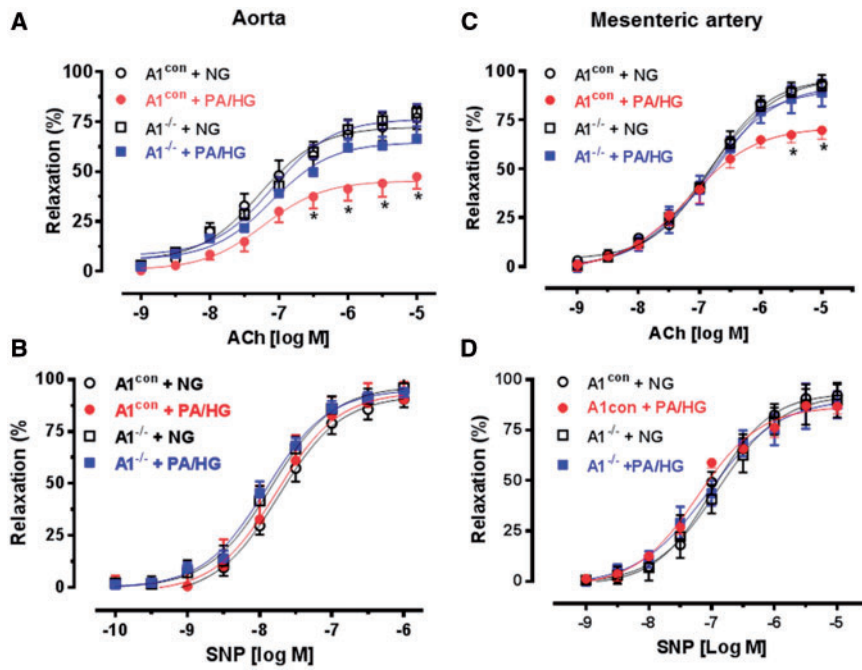 A
Aorta
A1con + NG
A1con + PA/HG
A1-/- + NG
A1-/- + PA/HG
Relaxation (%)
100
75
50
25
0
* * * *
-9 -8 -7 -6 -5
ACh [log M]
C
Mesenteric artery
A1con + NG
A1con + PA/HG
A1-/- + NG
A1-/- + PA/HG
Relaxation (%)
100
75
50
25
0
* *
-9 -8 -7 -6 -5
ACh [log M]
B
A1con + NG
A1con + PA/HG
A1-/- + NG
A1-/- + PA/HG
Relaxation (%
100
75
50
25
0
-10 -9 -8 -7 -6
SNP [log M]
D
A1con + NG
A1con + PA/HG
A1-/- + NG
A1-/- +PA/HG
Relaxation (%)
100
75
50
25
0
-9 -8 -7 -6 -5
SNP [Log M]